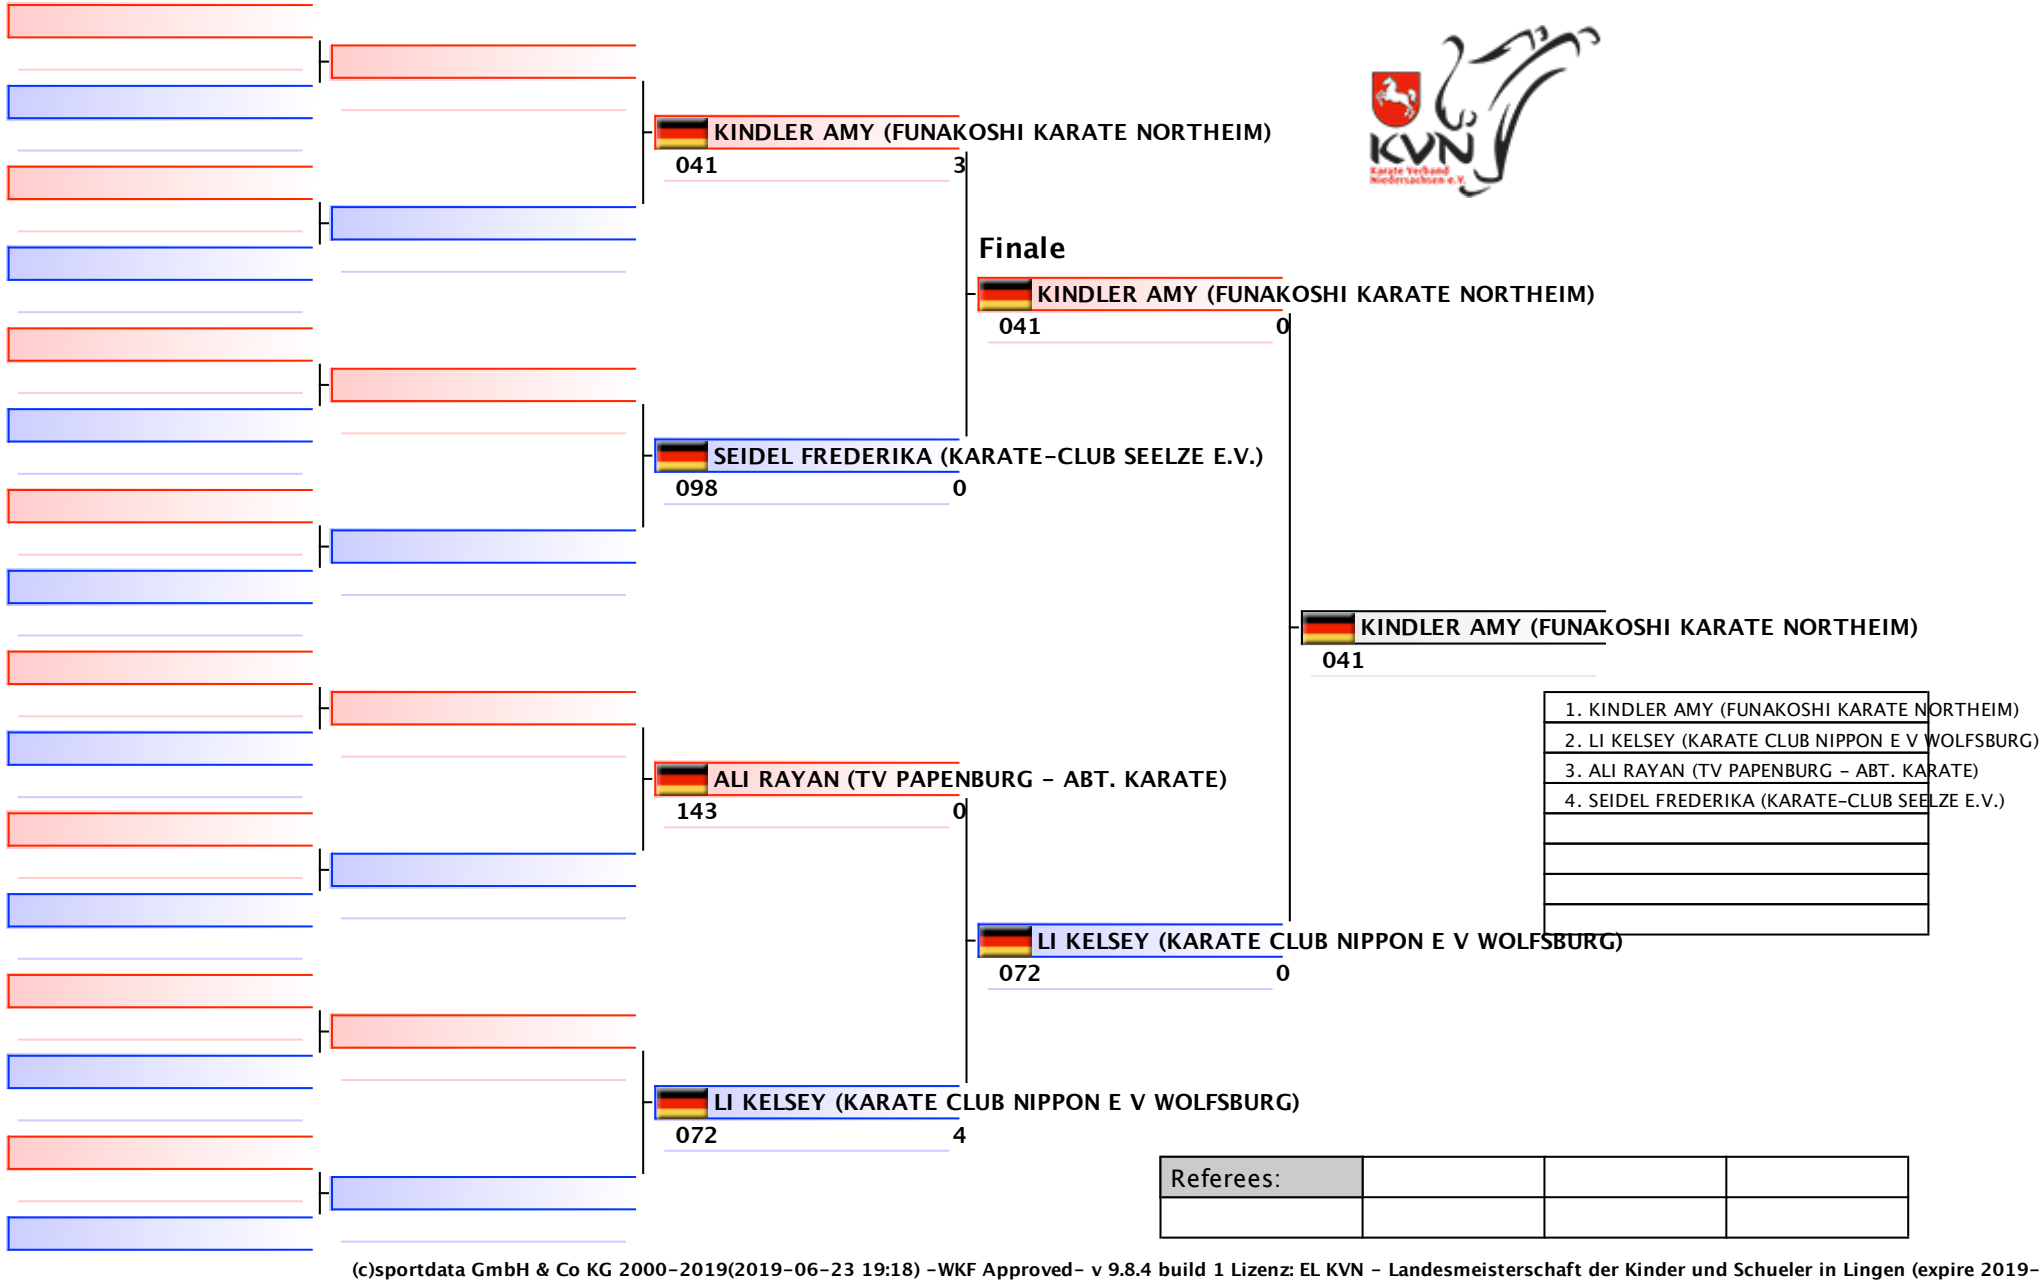 KVN
Karate Verband
Niedersachsen e.V.
KINDLER AMY (FUNAKOSHI KARATE NORTHEIM)
041 3
Finale
KINDLER AMY (FUNAKOSHI KARATE NORTHEIM)
041 0
SEIDEL FREDERIKA (KARATE-CLUB SEELZE E.V.)
098 0
KINDLER AMY (FUNAKOSHI KARATE NORTHEIM)
041
1. KINDLER AMY (FUNAKOSHI KARATE NORTHEIM)
2. LI KELSEY (KARATE CLUB NIPPON E V WOLFSBURG)
3. ALI RAYAN (TV PAPENBURG - ABT. KARATE)
4. SEIDEL FREDERIKA (KARATE-CLUB SEELZE E.V.)
ALI RAYAN (TV PAPENBURG - ABT. KARATE)
143 0
LI KELSEY (KARATE CLUB NIPPON E V WOLFSBURG)
072 0
LI KELSEY (KARATE CLUB NIPPON E V WOLFSBURG)
072 4
Referees:
(c)sportdata GmbH & Co KG 2000-2019(2019-06-23 19:18) -WKF Approved- v 9.8.4 build 1 Lizenz: EL KVN - Landesmeisterschaft der Kinder und Schueler in Lingen (expire 2019-